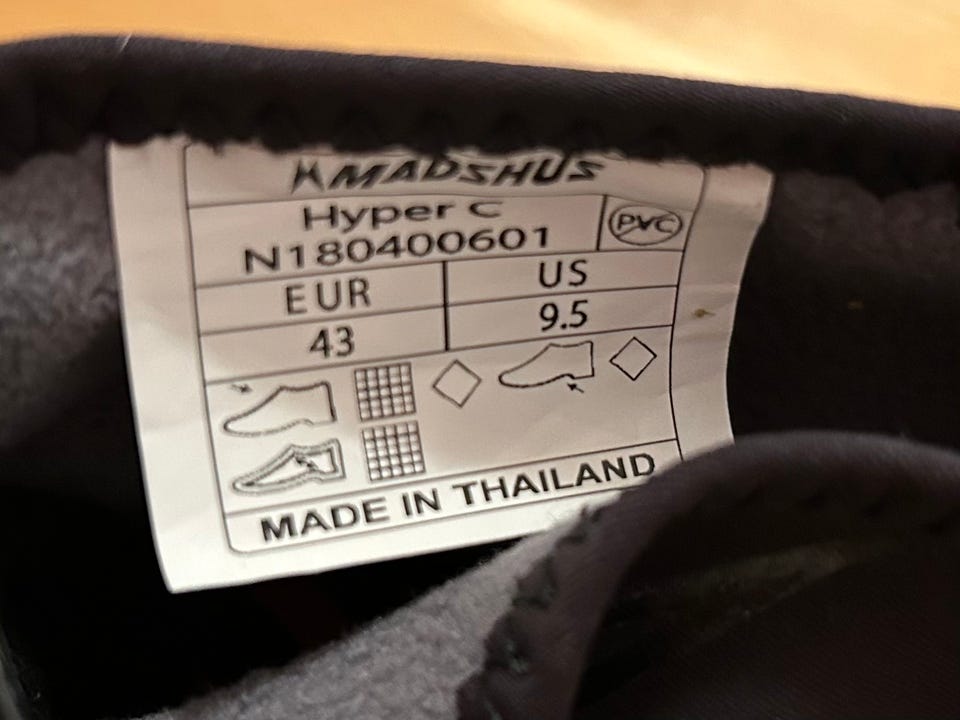 MADSHUS
Hyper C
PVC
N180400601
EUR
US
43
9.5
MADE IN THAILAND